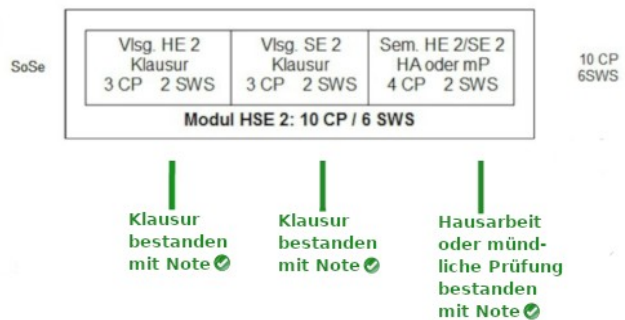 SoSe
Vlsg. HE 2
Klausur
3 CP 2 SWS
Vlsg. SE 2
Klausur
3 CP 2 SWS
Sem. HE 2/SE 2
HA oder mP
4 CP 2 SWS
10 CP
6SWS
Modul HSE 2: 10 CP / 6 SWS
Klausur
bestanden
mit Note
Klausur
bestanden
mit Note
Hausarbeit
oder münd-
liche Prüfung
bestanden
mit Note